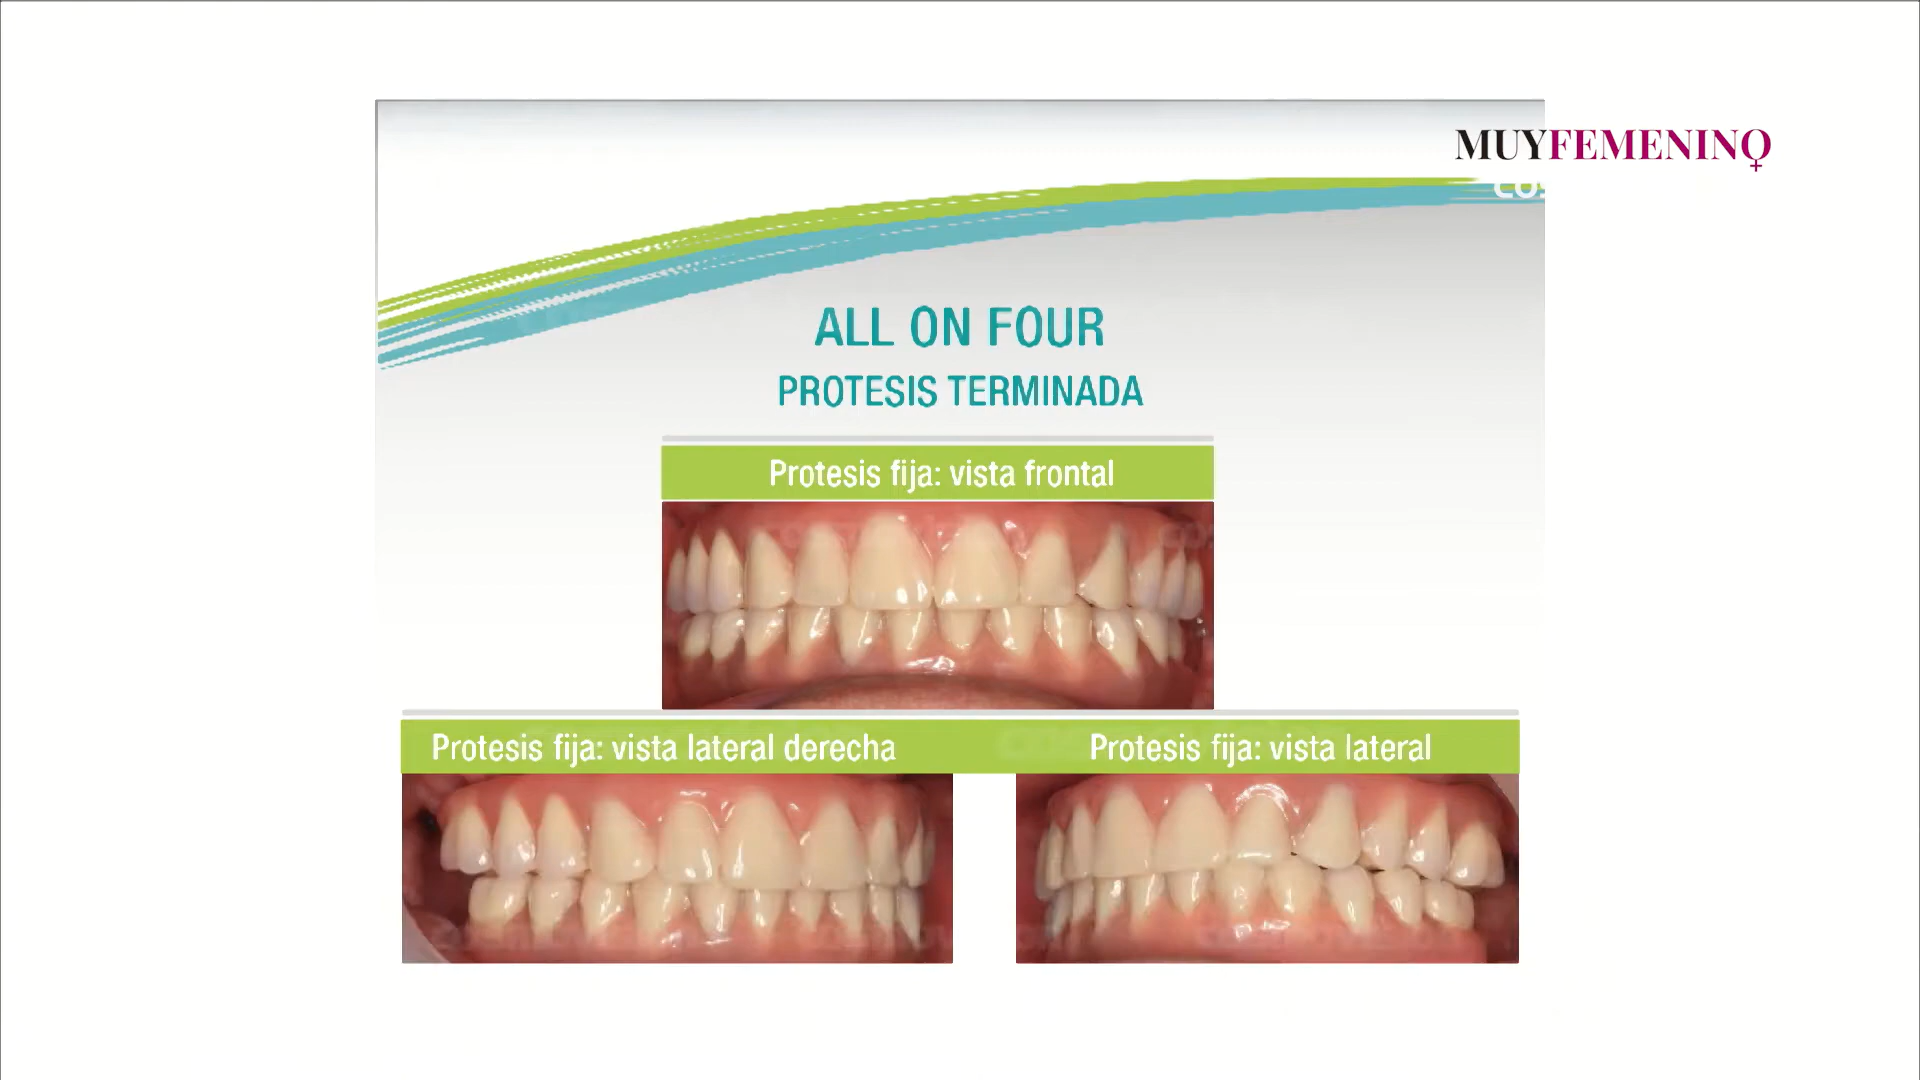 MUYFEMENINO
ALL ON FOUR
PROTESIS TERMINADA
Protesis fija: vista frontal
Protesis fija: vista lateral derecha
Protesis fija: vista lateral